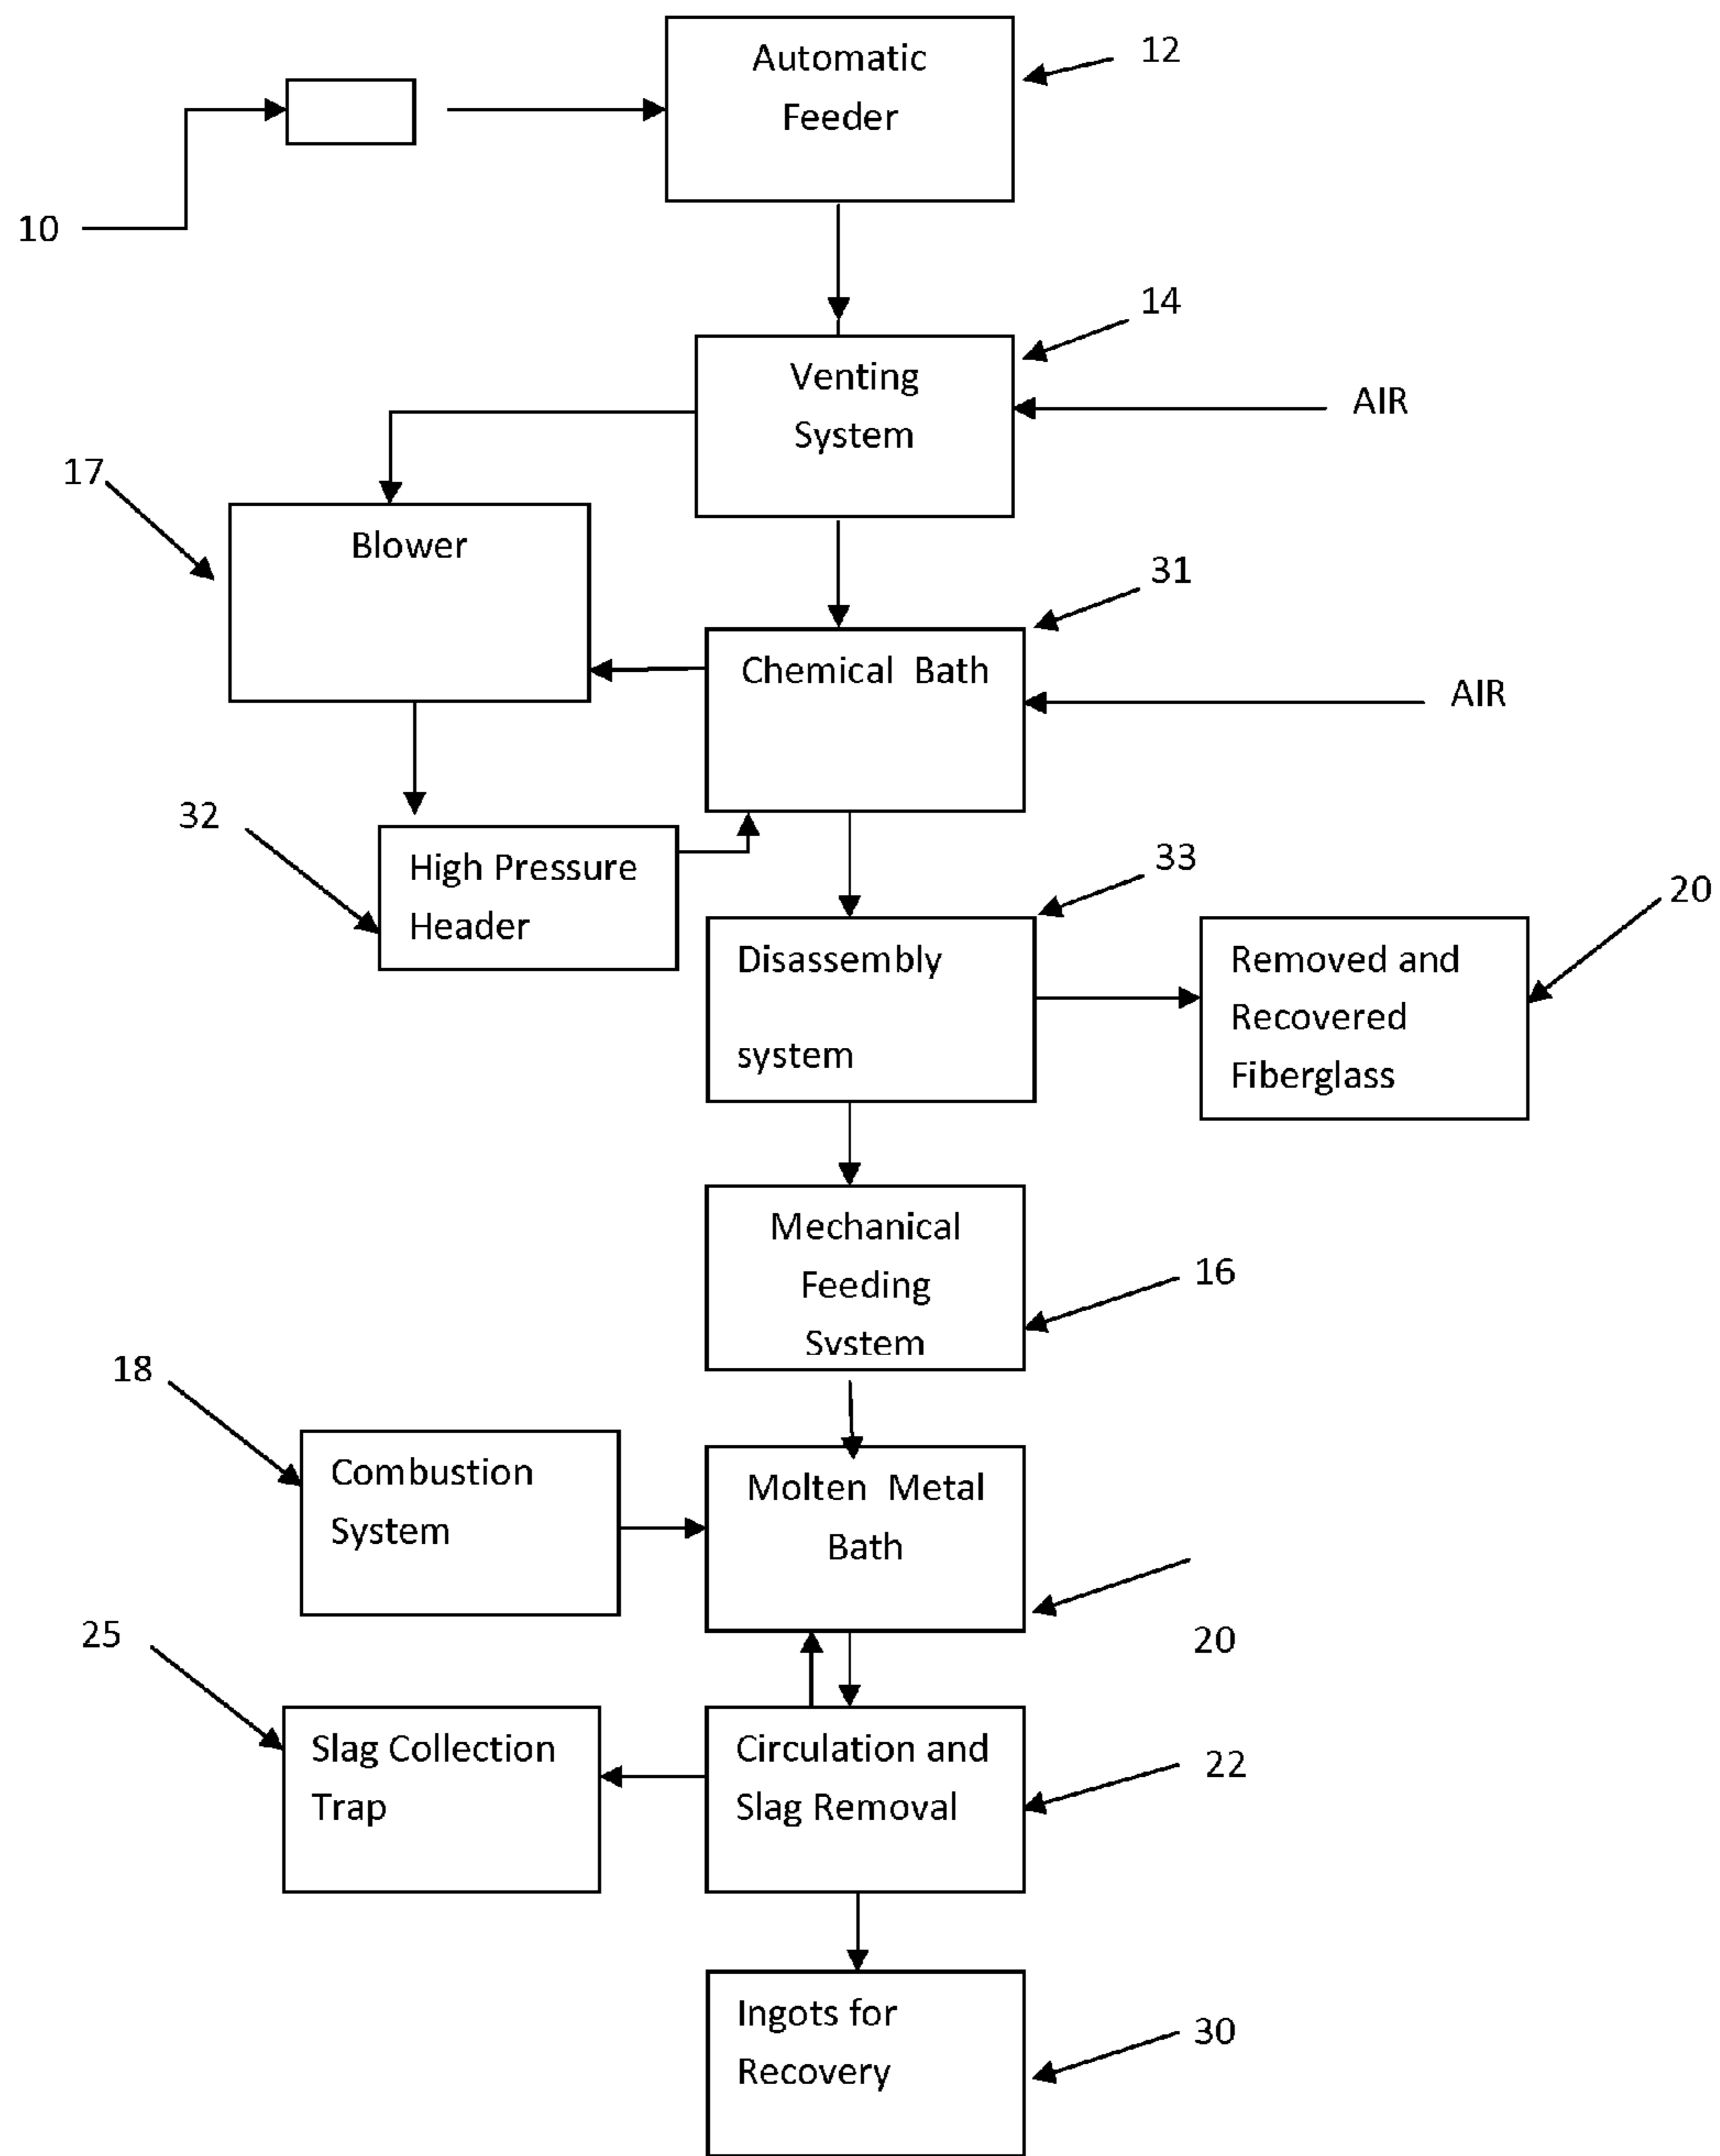 Automatic
Feeder
12
10
14
Venting
System
AIR
17
Blower
31
Chemical Bath
AIR
32
High Pressure
Header
33
20
Disassembly
system
Removed and
Recovered
Fiberglass
Mechanical
Feeding
System
16
18
Combustion
System
Molten Metal
Bath
20
25
Slag Collection
Trap
Circulation and
Slag Removal
22
Ingots for
Recovery
30